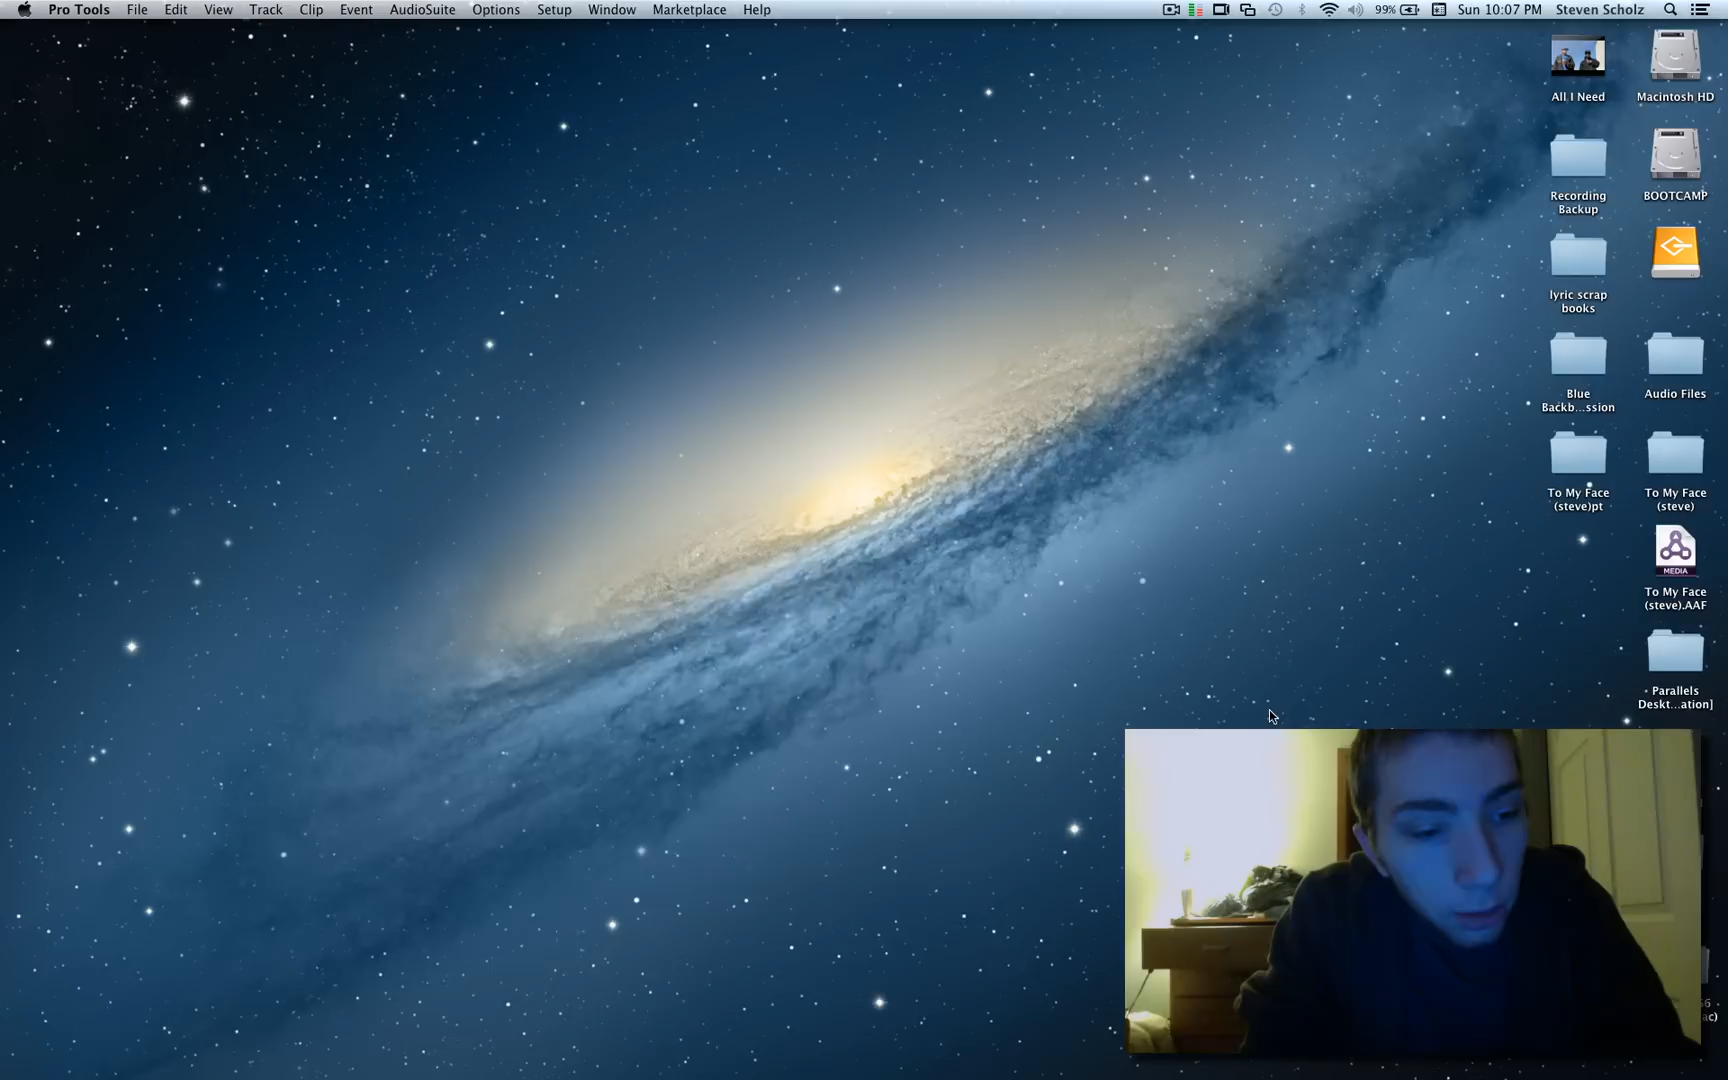 Pro Tools File Edit View Track Clip Event AudioSuite Options Setup Window Marketplace Help 99% Sun 10:07 PM Steven Scholz
All I Need
Macintosh HD
Recording
Backup
BOOTCAMP
lyric scrap
books
Blue
Backb...ssion
Audio Files
To My Face
(steve)pt
To My Face
(steve)
MEDIA
To My Face
(steve).AAF
Parallels
Deskt...ation]
ac)